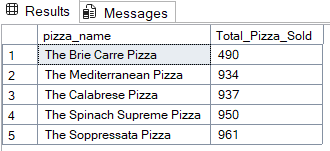 Results Messages
pizza_name Total_Pizza_Sold
1 The Brie Carre Pizza 490
2 The Mediterranean Pizza 934
3 The Calabrese Pizza 937
4 The Spinach Supreme Pizza 950
5 The Soppressata Pizza 961